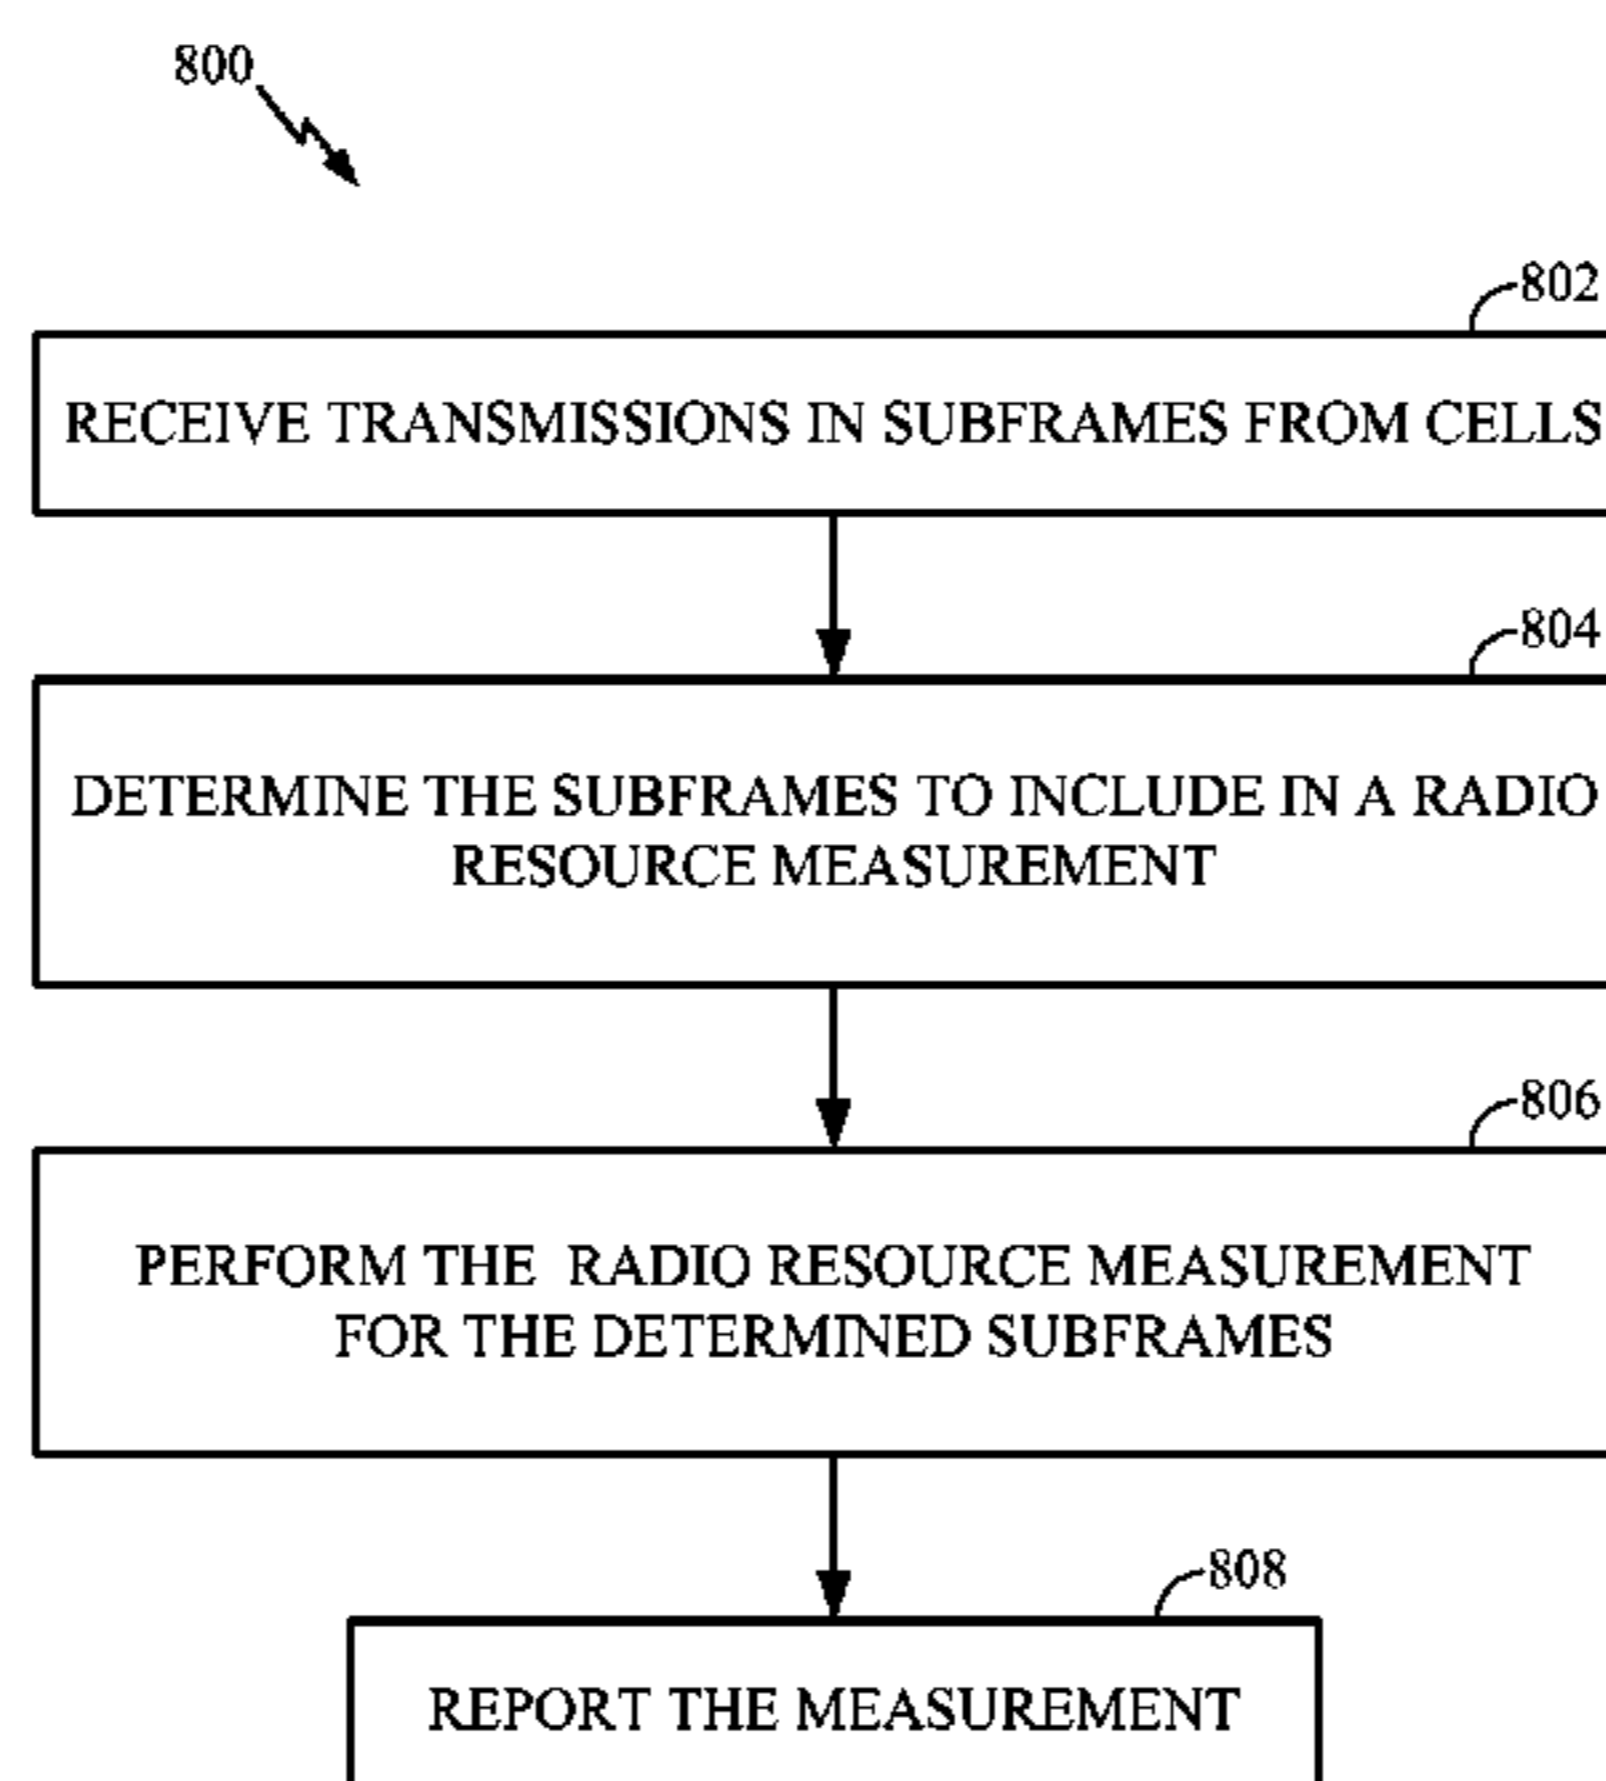 800
802
RECEIVE TRANSMISSIONS IN SUBFRAMES FROM CELLS
804
DETERMINE THE SUBFRAMES TO INCLUDE IN A RADIO
RESOURCE MEASUREMENT
806
PERFORM THE RADIO RESOURCE MEASUREMENT
FOR THE DETERMINED SUBFRAMES
808
REPORT THE MEASUREMENT